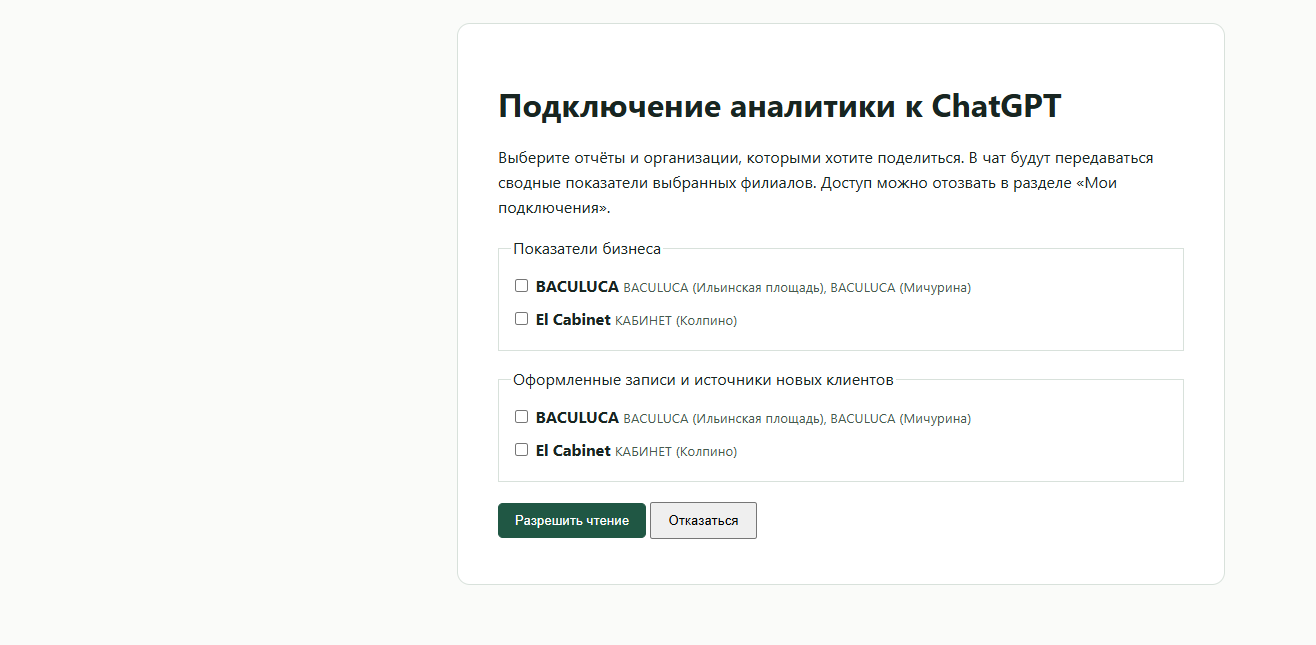 Подключение аналитики к ChatGPT
Выберите отчёты и организации, которыми хотите поделиться. В чат будут передаваться
сводные показатели выбранных филиалов. Доступ можно отозвать в разделе «Мои
подключения».
Показатели бизнеса
BACULUCA BACULUCA (Ильинская площадь), BACULUCA (Мичурина)
El Cabinet КАБИНЕТ (Колпино)
Оформленные записи и источники новых клиентов
BACULUCA BACULUCA (Ильинская площадь), BACULUCA (Мичурина)
El Cabinet КАБИНЕТ (Колпино)
Разрешить чтение Отказаться